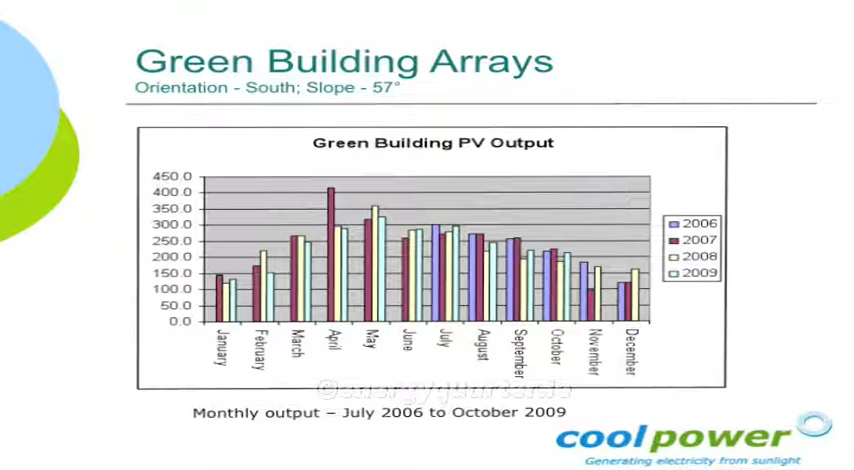 Green Building Arrays
Orientation - South; Slope - 57°
Green Building PV Output
450.0
400.0
350.0
300.0
250.0
200.0
150.0
100.0
50.0
0.0
January
February
March
April
May
June
July
August
September
October
November
December
2006
2007
2008
2009
@energyquarter.ie
Monthly output – July 2006 to October 2009
coolpower
Generating electricity from sunlight